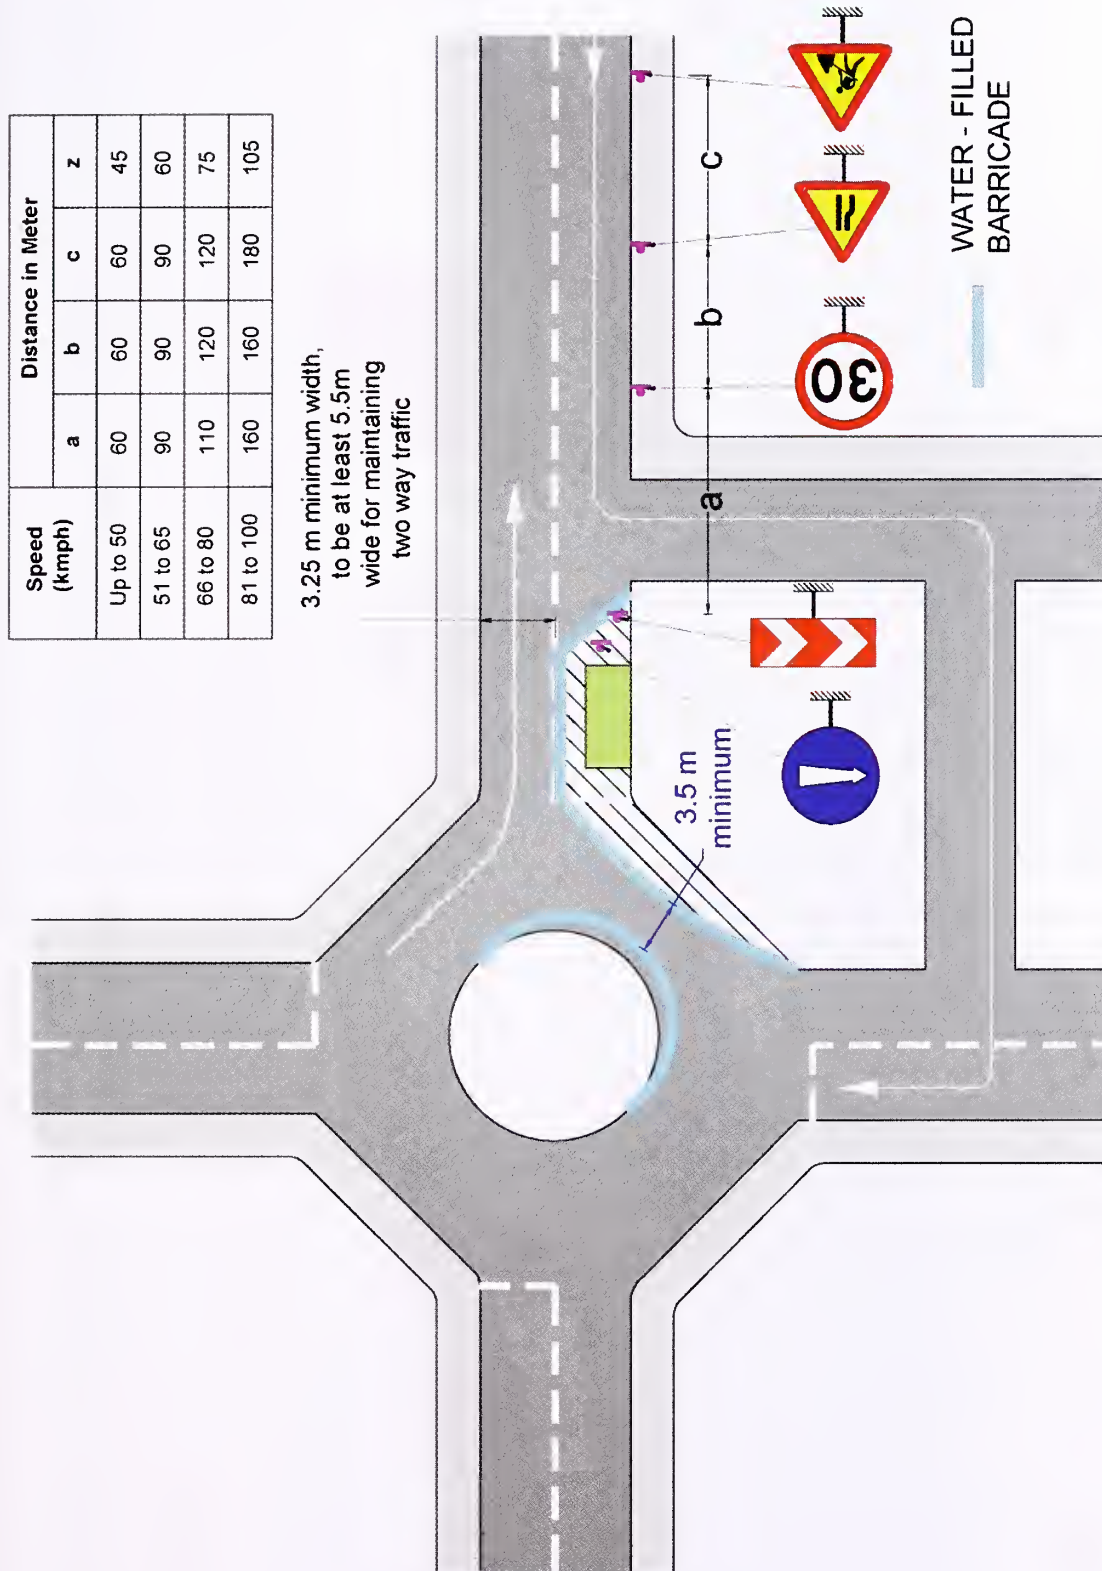 Speed
(kmph)
Distance in Meter
a b c z
Up to 50 60 60 60 45
51 to 65 90 90 90 60
66 to 80 110 120 120 75
81 to 100 160 160 180 105
3.25 m minimum width,
to be at least 5.5m
wide for maintaining
two way traffic
a
b
c
3.5 m
minimum
30
WATER - FILLED
BARRICADE